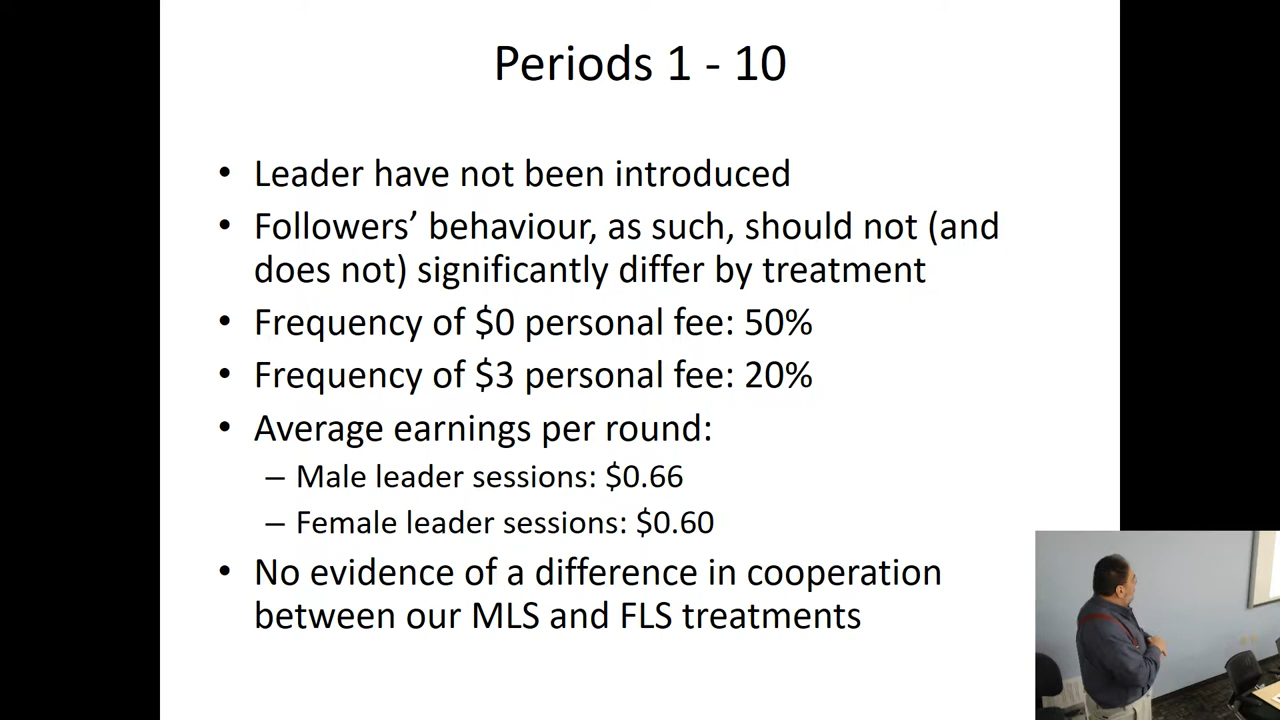 Periods 1 - 10
• Leader have not been introduced
• Followers’ behaviour, as such, should not (and
does not) significantly differ by treatment
• Frequency of $0 personal fee: 50%
• Frequency of $3 personal fee: 20%
• Average earnings per round:
– Male leader sessions: $0.66
– Female leader sessions: $0.60
• No evidence of a difference in cooperation
between our MLS and FLS treatments